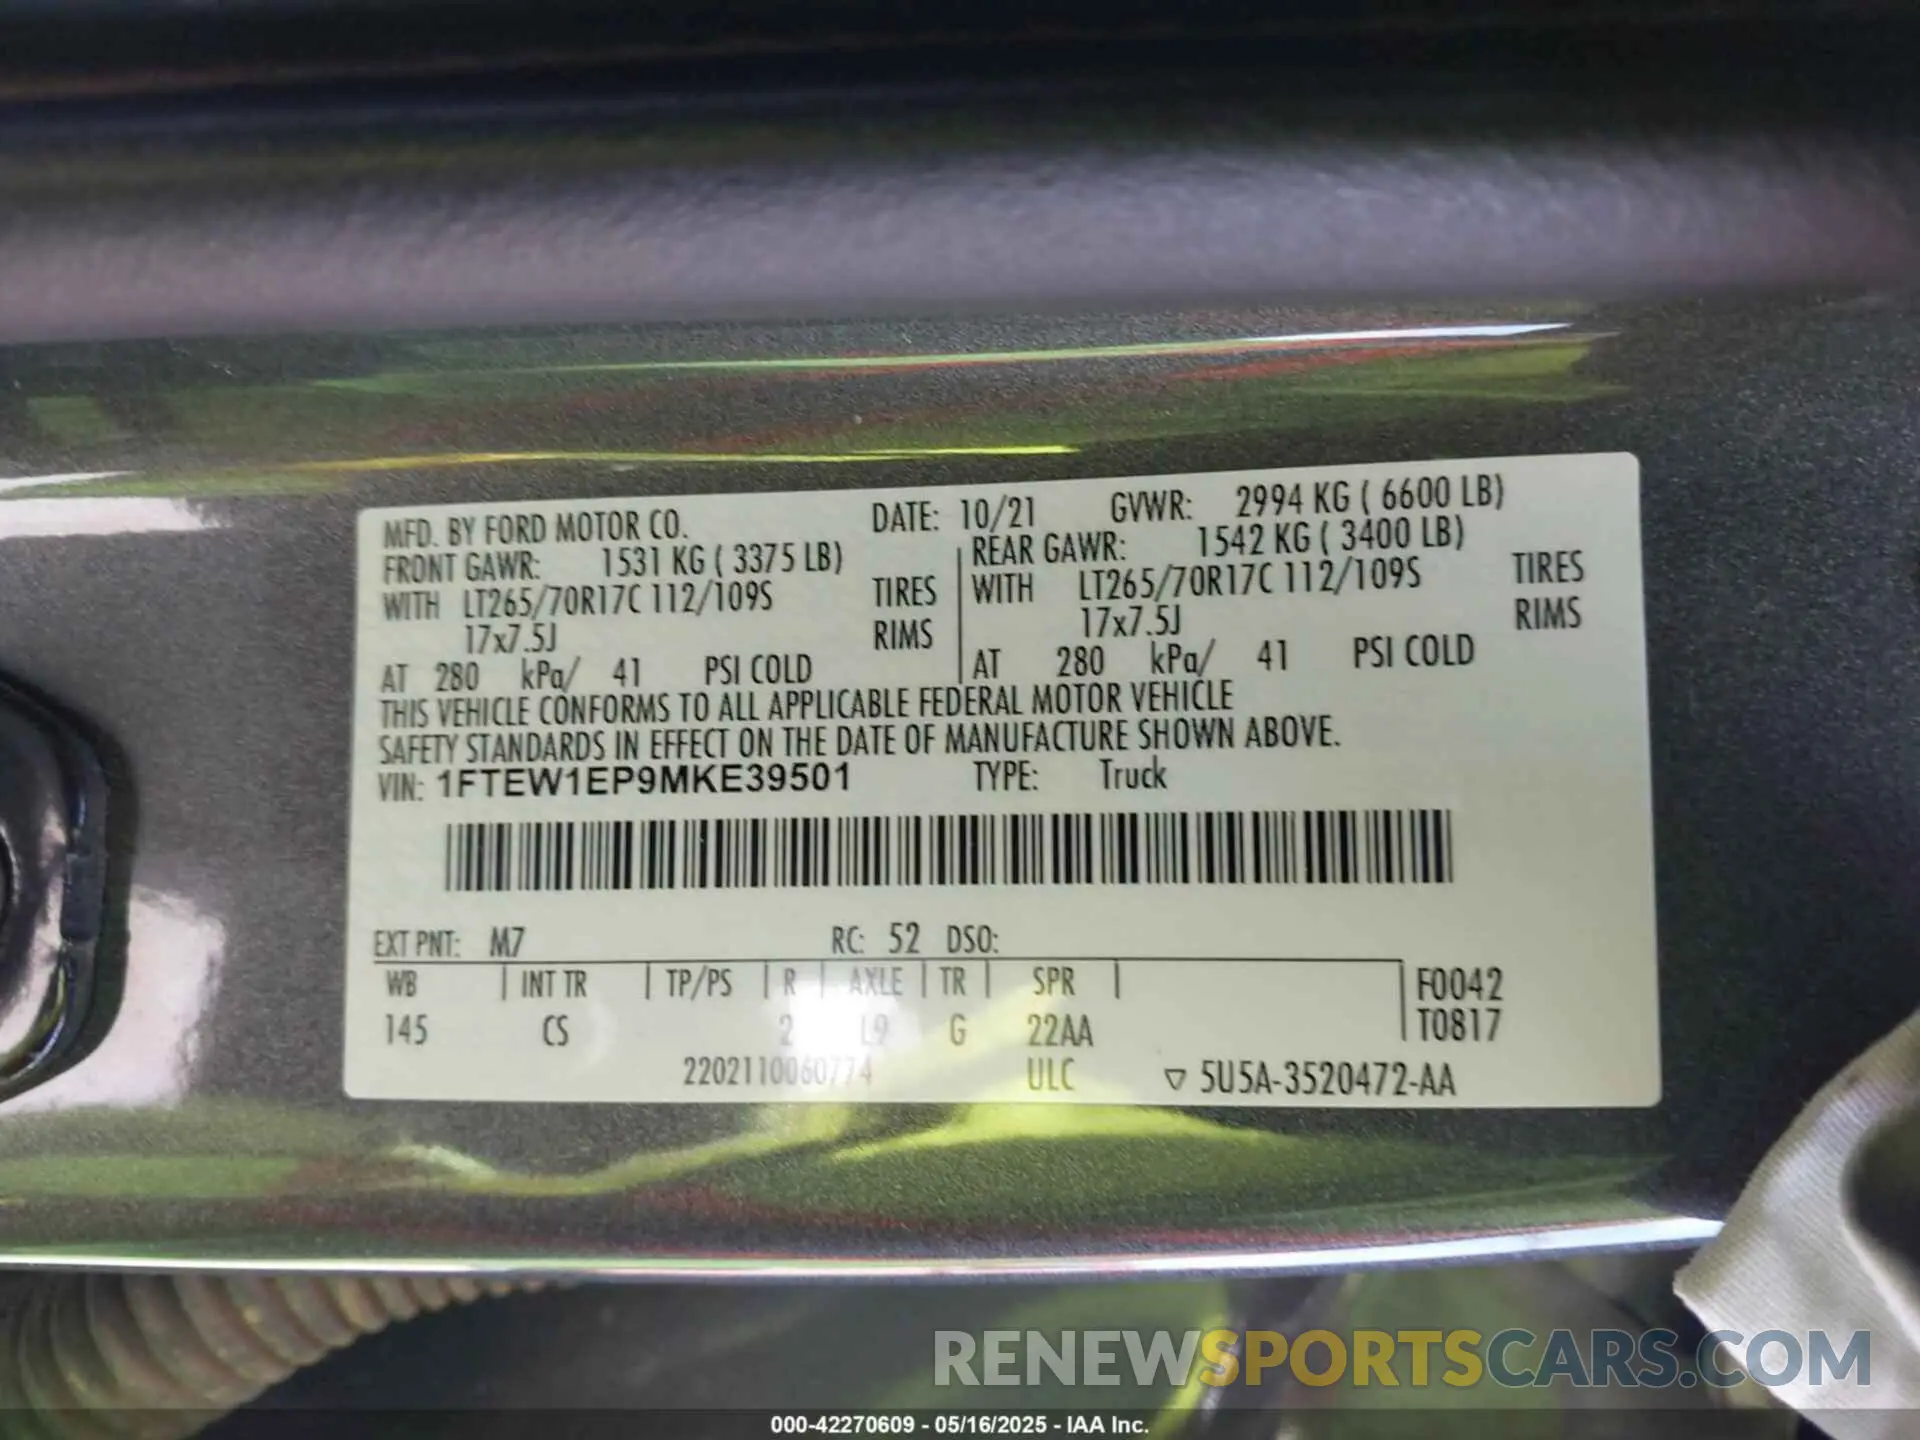 MFD. BY FORD MOTOR CO. DATE: 10/21 GVWR: 2994 KG ( 6600 LB)
FRONT GAWR: 1531 KG ( 3375 LB) REAR GAWR: 1542 KG ( 3400 LB)
WITH LT265/70R17C 112/109S TIRES WITH LT265/70R17C 112/109S TIRES
17x7.5J RIMS 17x7.5J RIMS
AT 280 kPa/ 41 PSI COLD AT 280 kPa/ 41 PSI COLD
THIS VEHICLE CONFORMS TO ALL APPLICABLE FEDERAL MOTOR VEHICLE
SAFETY STANDARDS IN EFFECT ON THE DATE OF MANUFACTURE SHOWN ABOVE.
VIN: 1FTEW1EP9MKE39501 TYPE: Truck
EXT PNT: M7 RC: 52 DSO:
WB INT TR TP/PS R AXLE TR SPR F0042
145 CS 2 L9 G 22AA T0817
2202110060774 ULC ▽ 5U5A-3520472-AA
RENEWSPORTSCARS.COM
000-42270609 - 05/16/2025 - IAA Inc.